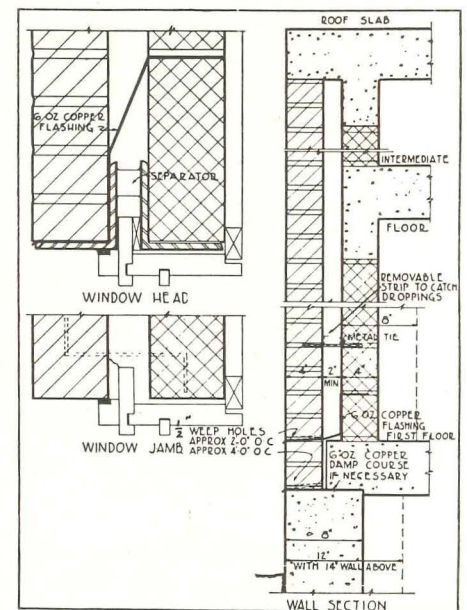 ROOF SLAB
6 OZ COPPER
FLASHING
SEPARATOR
WINDOW HEAD
WINDOW JAMB
INTERMEDIATE
FLOOR
REMOVABLE
STRIP TO CATCH
DROPPINGS
8"
METAL TIE
4" 2" 4"
MIN
6 OZ COPPER
FLASHING
FIRST FLOOR
1/2" WEEP HOLES
APPROX 2'-0" O C
APPROX 4'-0" O C
6 OZ COPPER
DAMP COURSE
IF NECESSARY
8"
12"
WITH 14" WALL ABOVE
WALL SECTION